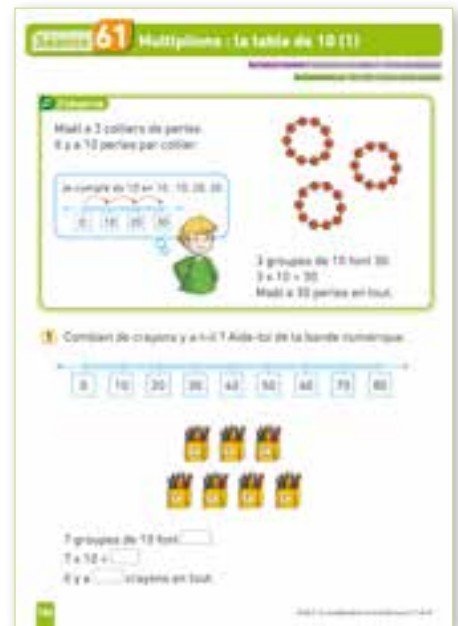 Séance 61 Multiplions : la table de 10 (1)
Observe
Maël a 3 colliers de perles.
Il y a 10 perles par collier.
Je compte de 10 en 10 : 10, 20, 30.
0 10 20 30
3 groupes de 10 font 30.
3 x 10 = 30
Maël a 30 perles en tout.
1 Combien de crayons y a-t-il ? Aide-toi de la bande numérique.
0 10 20 30 40 50 60 70 80
7 groupes de 10 font
7 x 10 =
Il y a crayons en tout.